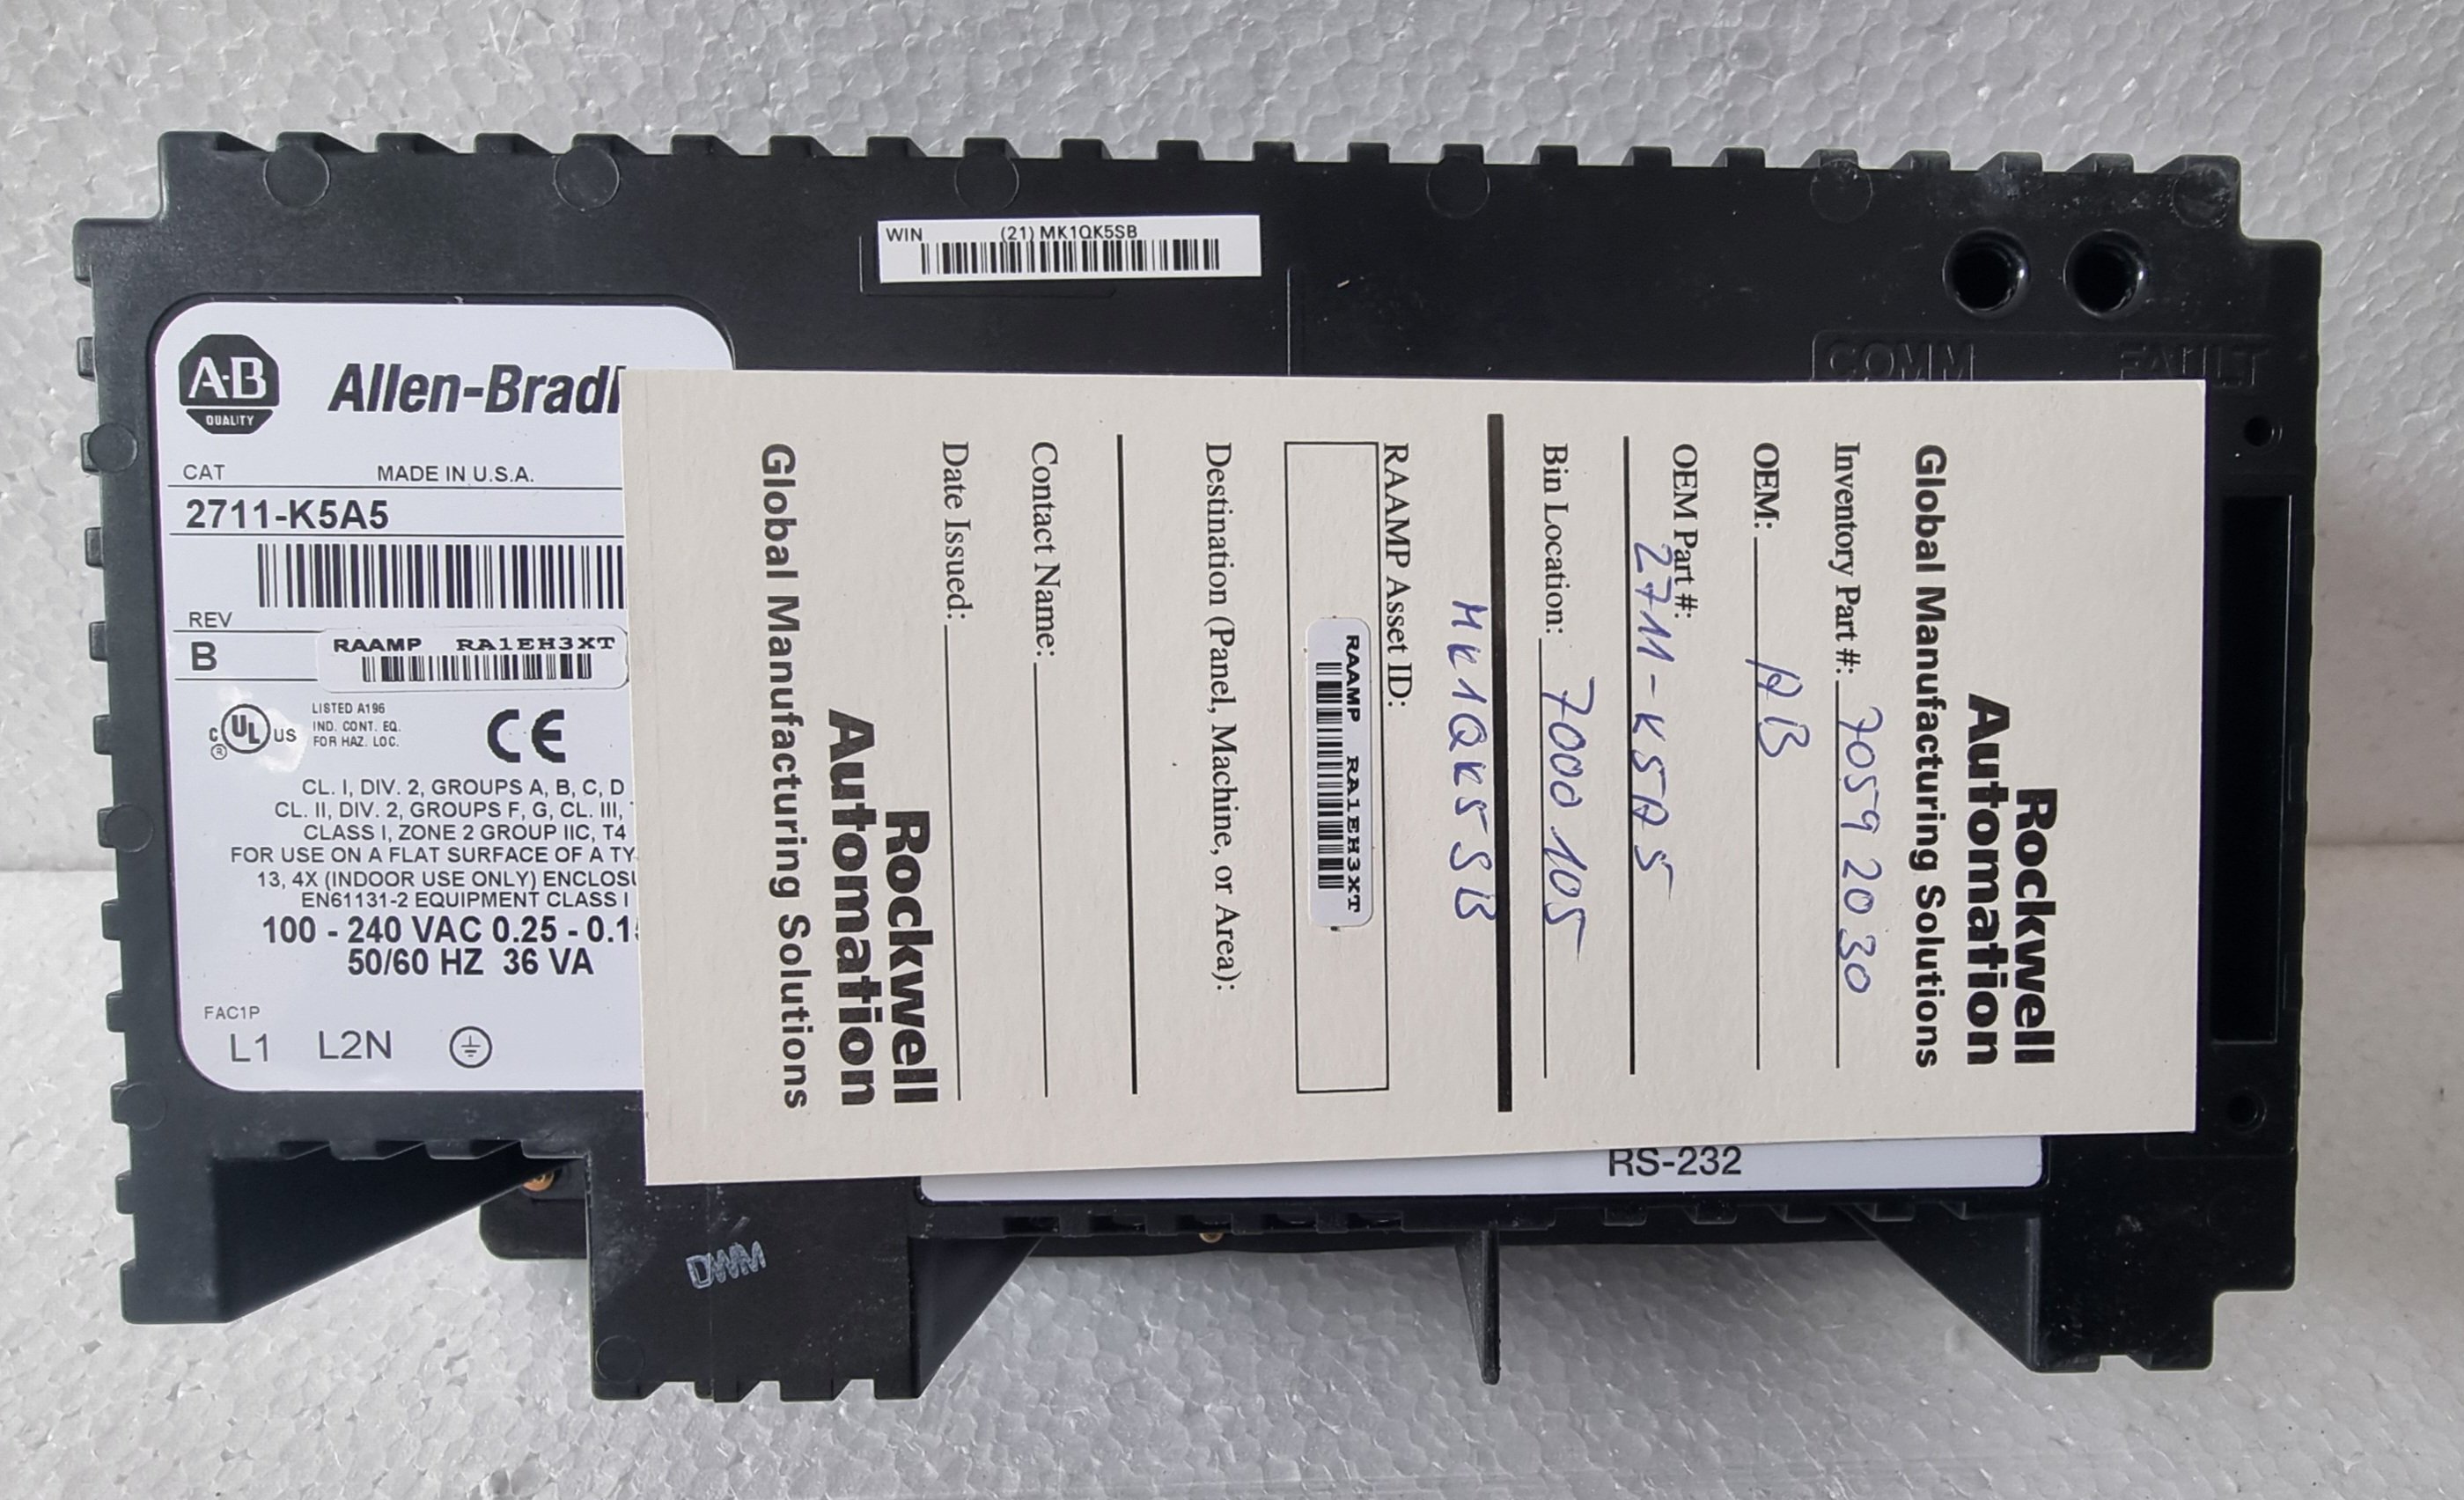 WIN (21) MK1QK5SB
COMM FAULT
A-B
QUALITY
Allen-Bradl
CAT MADE IN U.S.A.
2711-K5A5
REV
B
RAAMP RA1EH3XT
C UL US
®
LISTED A196
IND. CONT. EQ.
FOR HAZ. LOC.
CE
CL. I, DIV. 2, GROUPS A, B, C, D
CL. II, DIV. 2, GROUPS F, G, CL. III,
CLASS I, ZONE 2 GROUP IIC, T4
FOR USE ON A FLAT SURFACE OF A TY
13, 4X (INDOOR USE ONLY) ENCLOSU
EN61131-2 EQUIPMENT CLASS I
100 - 240 VAC 0.25 - 0.15
50/60 HZ 36 VA
FAC1P
L1 L2N
Rockwell
Automation
Global Manufacturing Solutions
Inventory Part #: 7059 20 30
OEM: AB
OEM Part #:
2711-K5A5
Bin Location: 7000 105
MK1QK5SB
RAAMP Asset ID:
RAAMP RA1EH3XT
Destination (Panel, Machine, or Area):
Contact Name:
Date Issued:
Rockwell
Automation
Global Manufacturing Solutions
RS-232
DWM